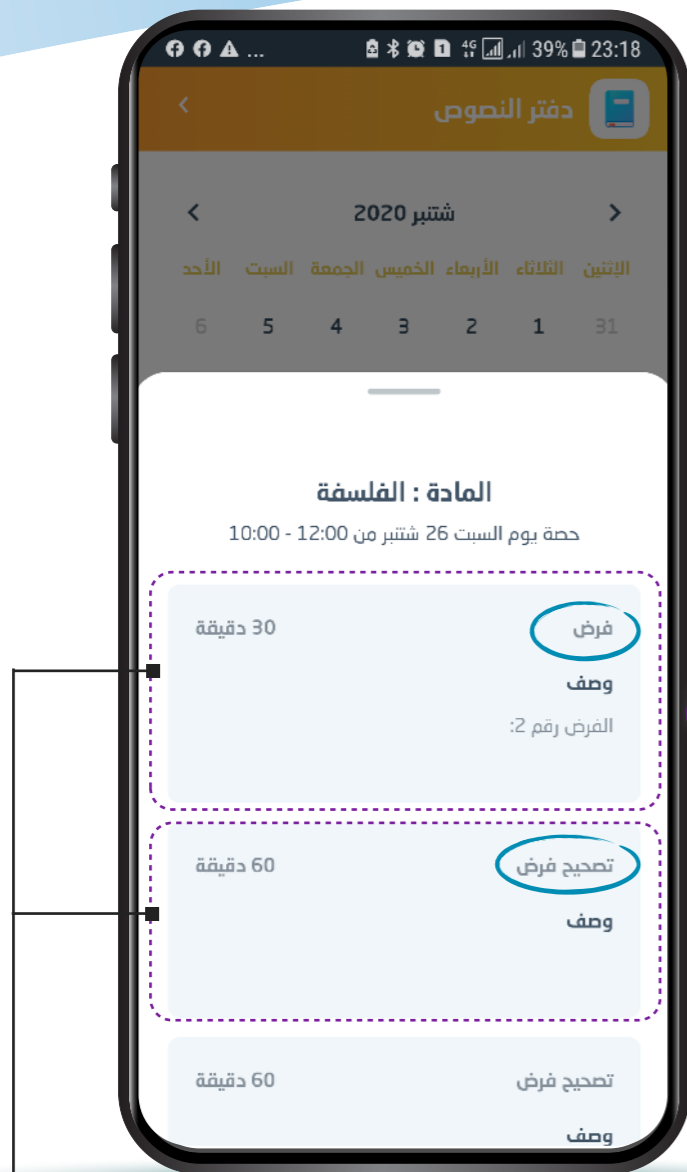 ... 39% 23:18
دفتر النصوص
شتنبر 2020
الإثنين الثلاثاء الأربعاء الخميس الجمعة السبت الأحد
31 1 2 3 4 5 6
المادة : الفلسفة
حصة يوم السبت 26 شتنبر من 12:00 - 10:00
فرض 30 دقيقة
وصف
الفرض رقم 2:
تصحيح فرض 60 دقيقة
وصف
تصحيح فرض 60 دقيقة
وصف